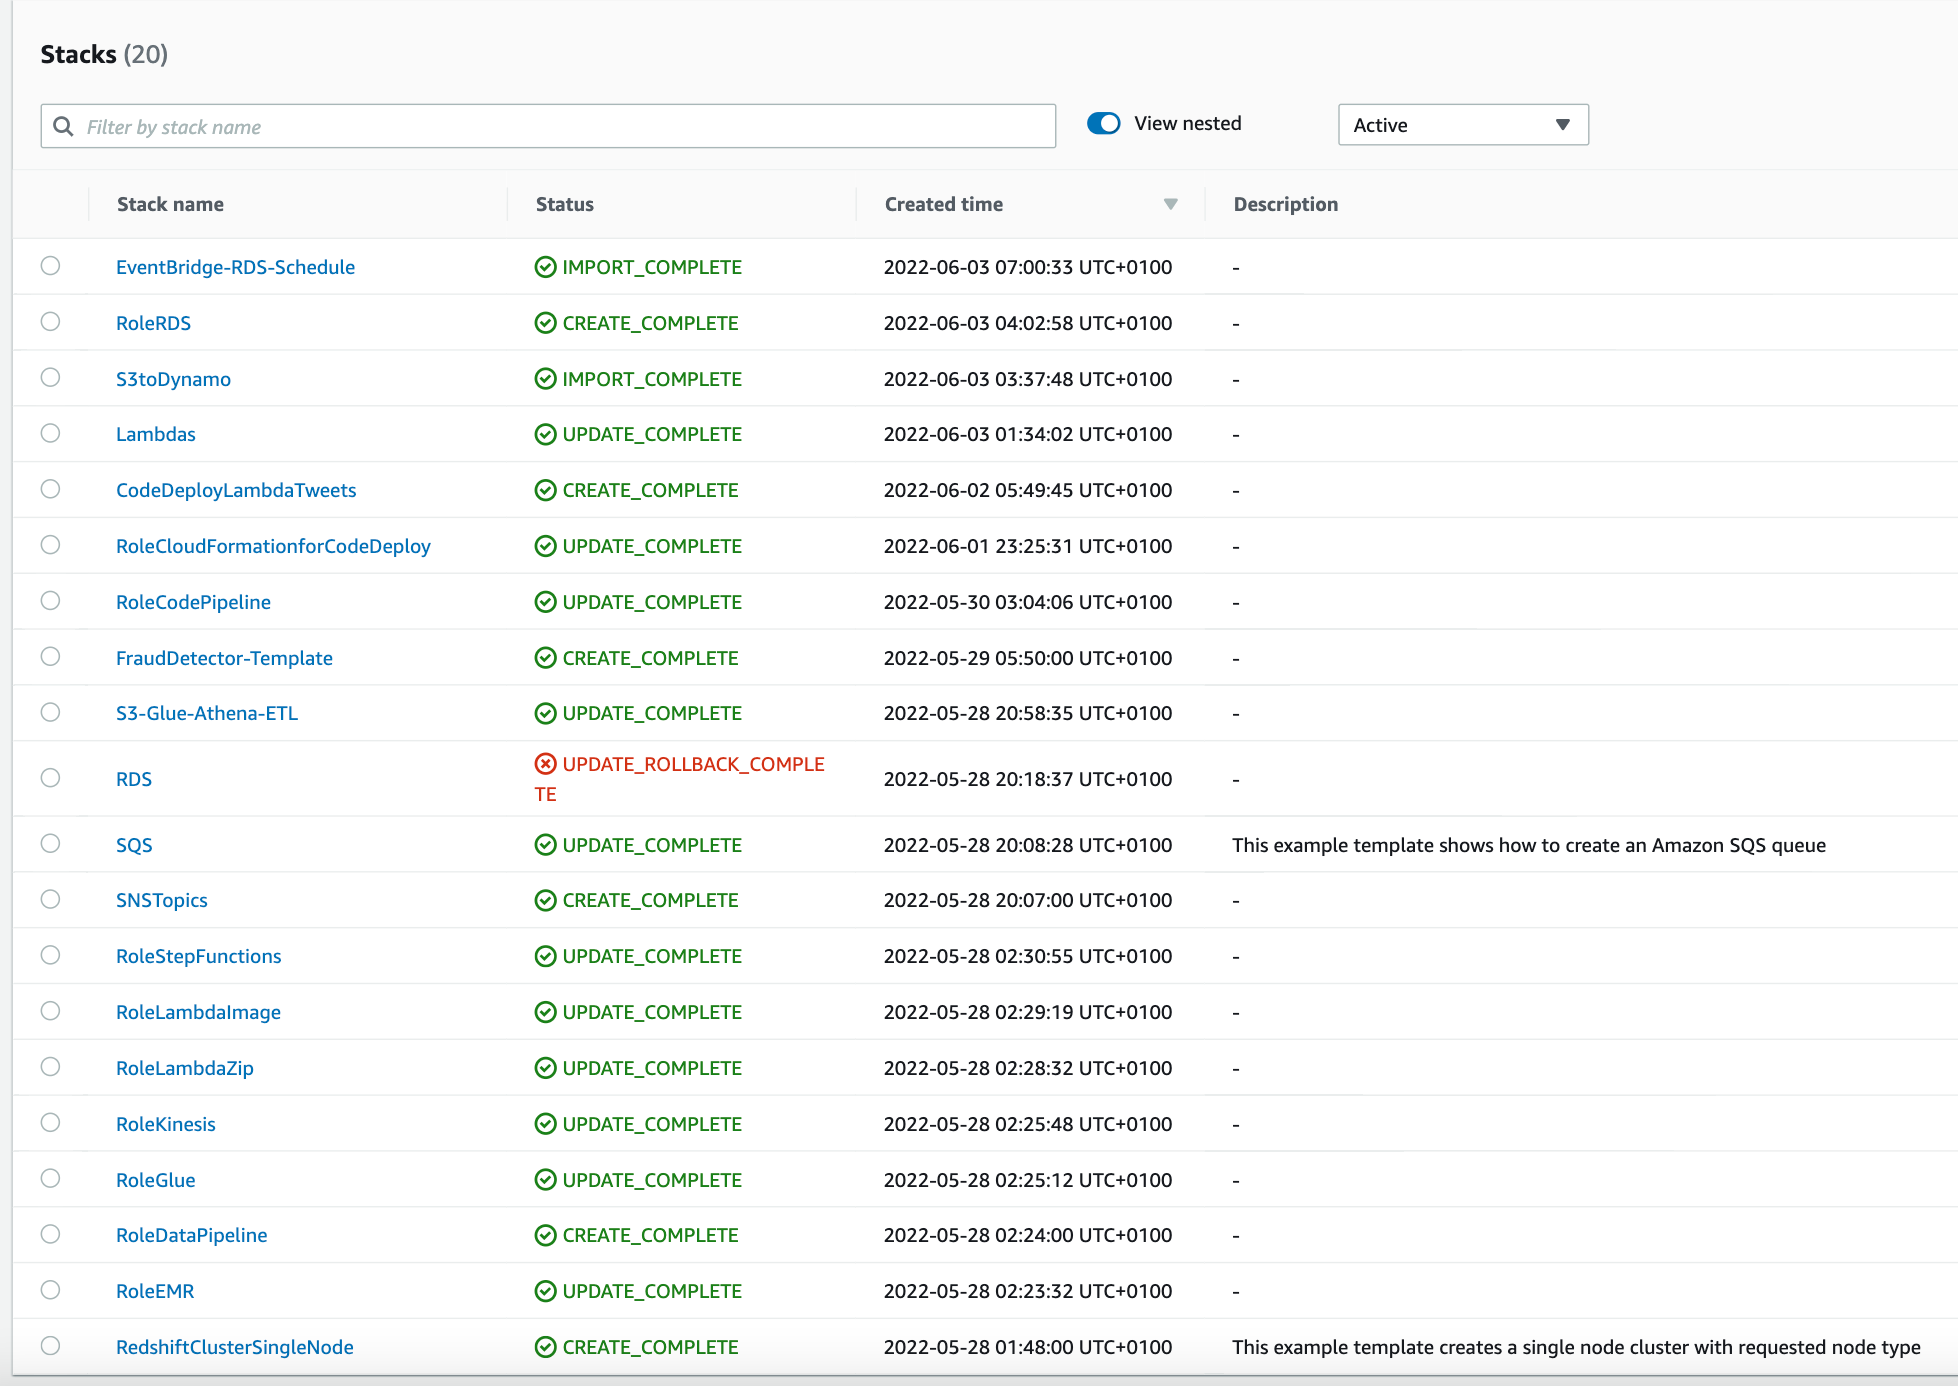 Stacks (20)
Filter by stack name
View nested
Active
Stack name Status Created time Description
EventBridge-RDS-Schedule IMPORT_COMPLETE 2022-06-03 07:00:33 UTC+0100 -
RoleRDS CREATE_COMPLETE 2022-06-03 04:02:58 UTC+0100 -
S3toDynamo IMPORT_COMPLETE 2022-06-03 03:37:48 UTC+0100 -
Lambdas UPDATE_COMPLETE 2022-06-03 01:34:02 UTC+0100 -
CodeDeployLambdaTweets CREATE_COMPLETE 2022-06-02 05:49:45 UTC+0100 -
RoleCloudFormationforCodeDeploy UPDATE_COMPLETE 2022-06-01 23:25:31 UTC+0100 -
RoleCodePipeline UPDATE_COMPLETE 2022-05-30 03:04:06 UTC+0100 -
FraudDetector-Template CREATE_COMPLETE 2022-05-29 05:50:00 UTC+0100 -
S3-Glue-Athena-ETL UPDATE_COMPLETE 2022-05-28 20:58:35 UTC+0100 -
RDS UPDATE_ROLLBACK_COMPLE
TE 2022-05-28 20:18:37 UTC+0100 -
SQS UPDATE_COMPLETE 2022-05-28 20:08:28 UTC+0100 This example template shows how to create an Amazon SQS queue
SNSTopics CREATE_COMPLETE 2022-05-28 20:07:00 UTC+0100 -
RoleStepFunctions UPDATE_COMPLETE 2022-05-28 02:30:55 UTC+0100 -
RoleLambdaImage UPDATE_COMPLETE 2022-05-28 02:29:19 UTC+0100 -
RoleLambdaZip UPDATE_COMPLETE 2022-05-28 02:28:32 UTC+0100 -
RoleKinesis UPDATE_COMPLETE 2022-05-28 02:25:48 UTC+0100 -
RoleGlue UPDATE_COMPLETE 2022-05-28 02:25:12 UTC+0100 -
RoleDataPipeline CREATE_COMPLETE 2022-05-28 02:24:00 UTC+0100 -
RoleEMR UPDATE_COMPLETE 2022-05-28 02:23:32 UTC+0100 -
RedshiftClusterSingleNode CREATE_COMPLETE 2022-05-28 01:48:00 UTC+0100 This example template creates a single node cluster with requested node type